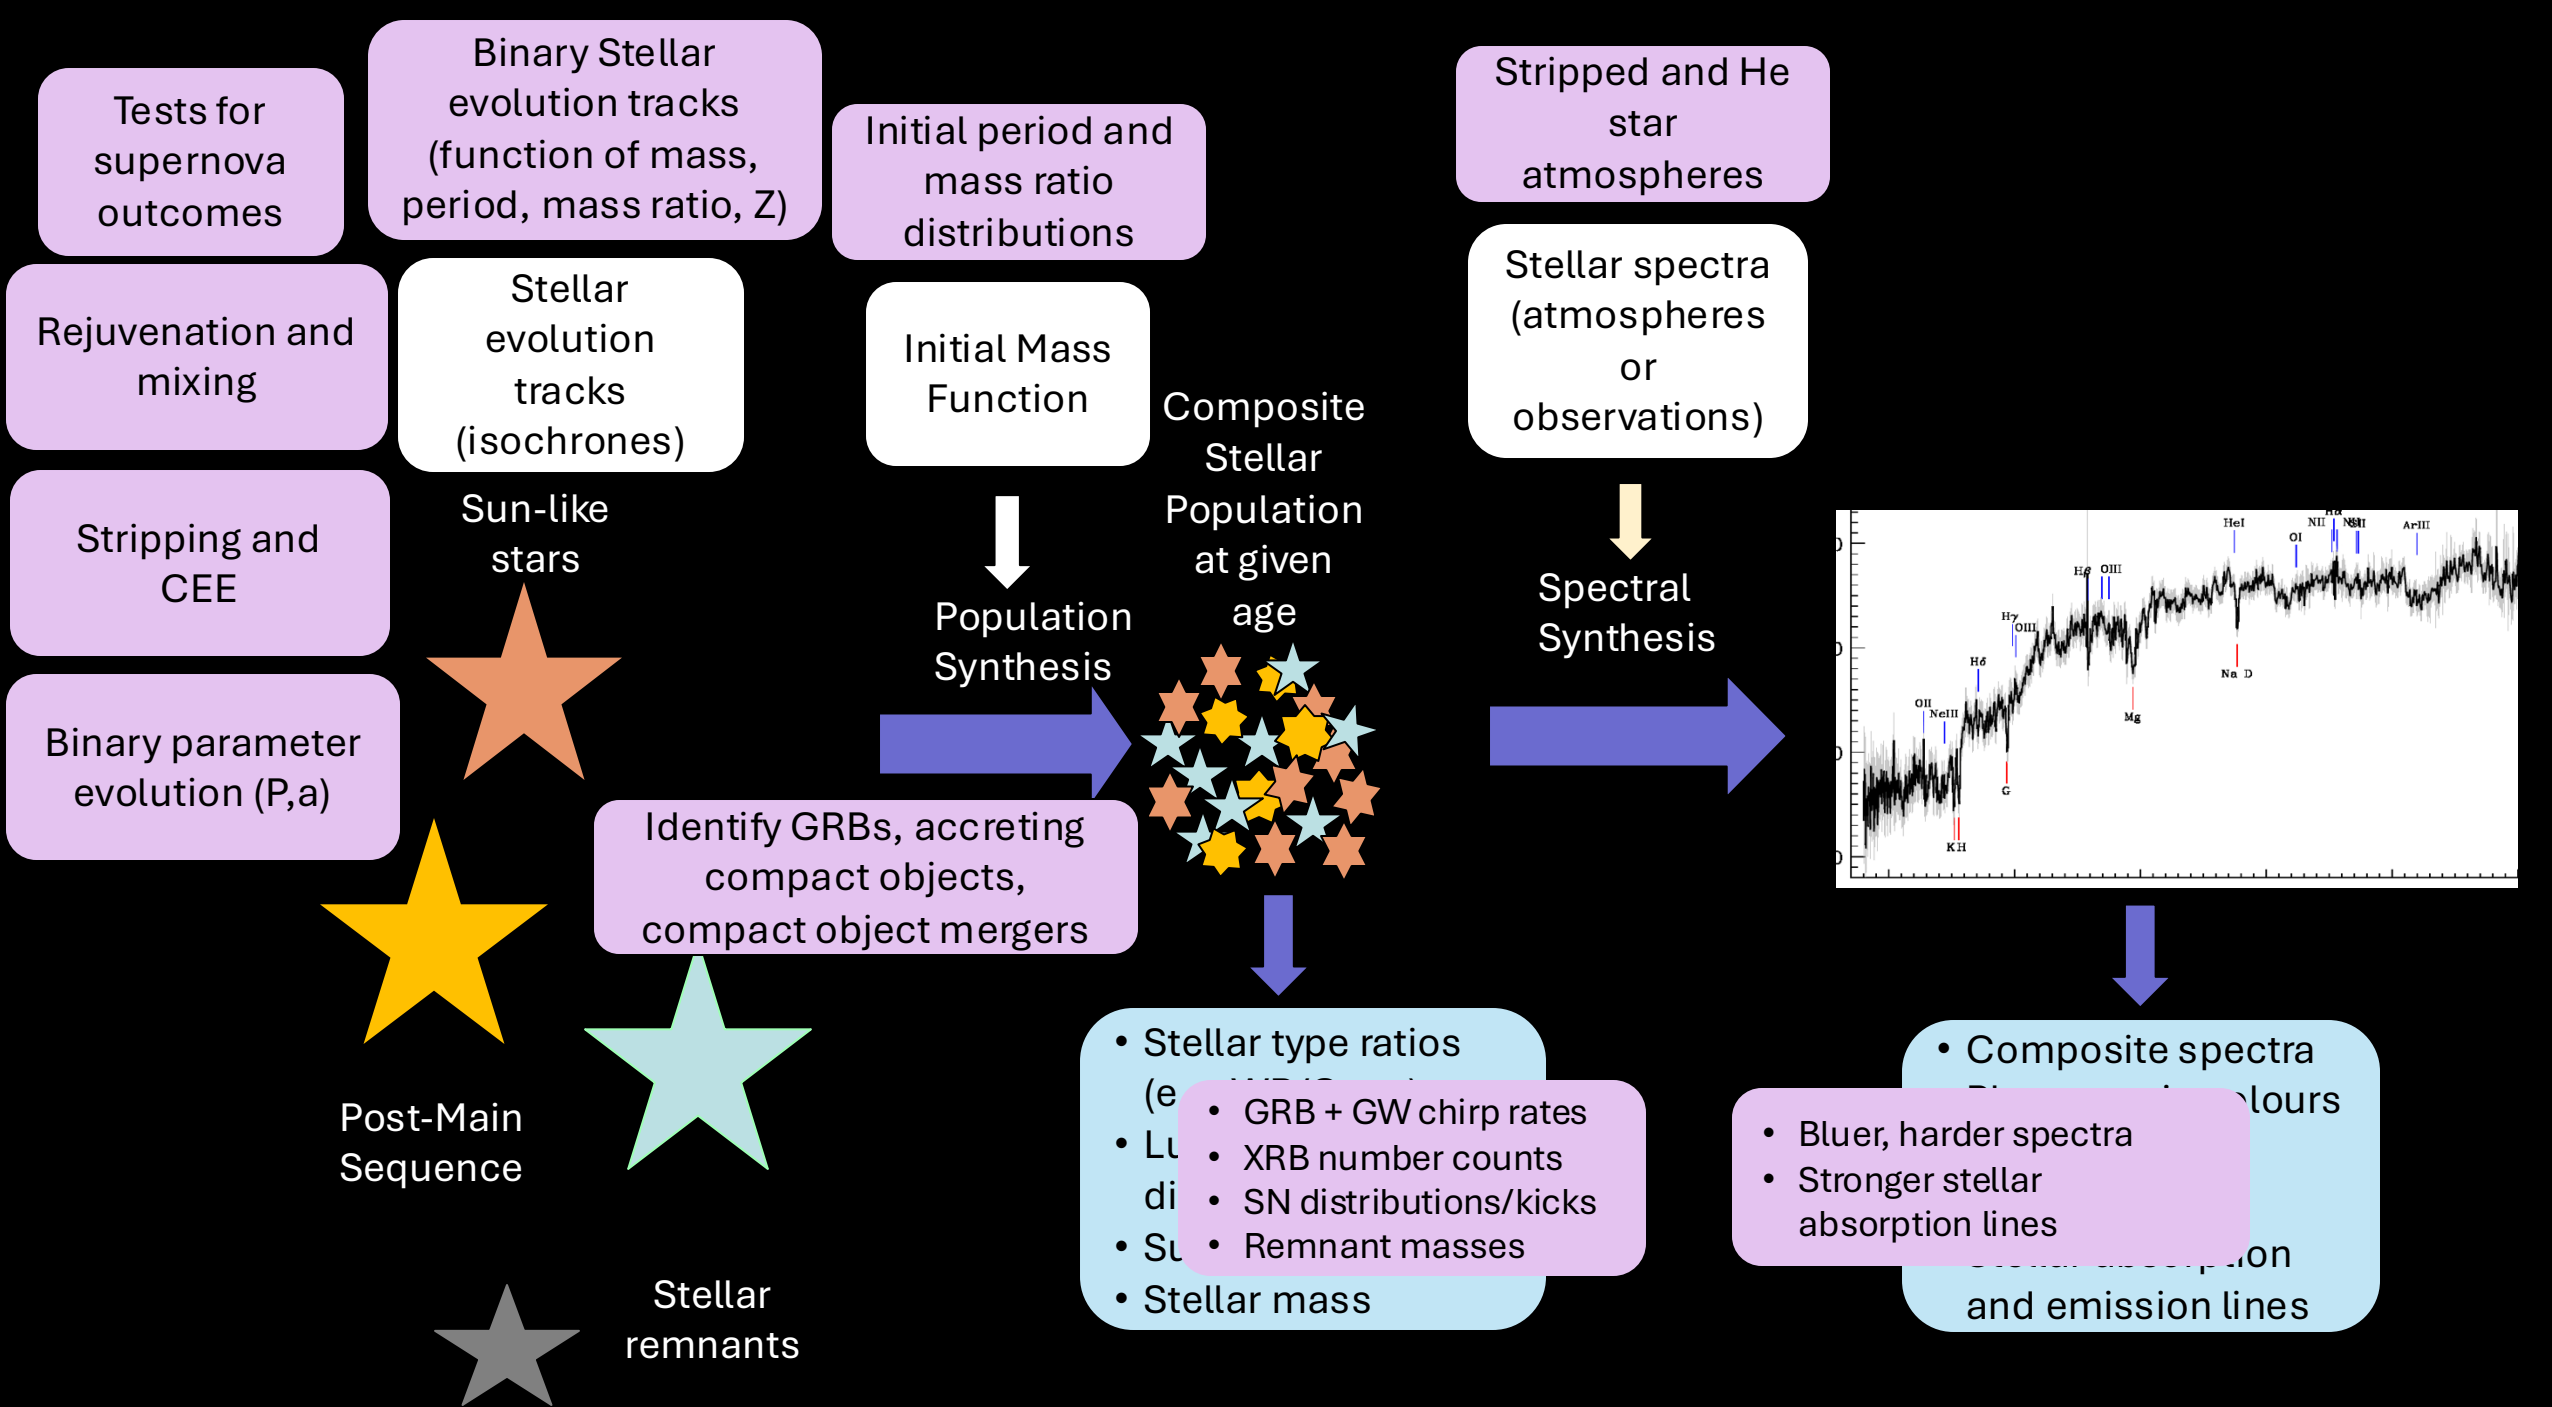 Tests for
supernova
outcomes
Binary Stellar
evolution tracks
(function of mass,
period, mass ratio, Z)
Initial period and
mass ratio
distributions
Stripped and He
star
atmospheres
Rejuvenation and
mixing
Stellar
evolution
tracks
(isochrones)
Initial Mass
Function
Stellar spectra
(atmospheres
or
observations)
Composite
Stellar
Population
at given
age
Stripping and
CEE
Sun-like
stars
Population
Synthesis
Spectral
Synthesis
Binary parameter
evolution (P,a)
Identify GRBs, accreting
compact objects,
compact object mergers
OII
NeIII
Hδ
Hγ
OIII
Hβ
OIII
HeI
OI
NII
Hα
ArIII
K H
G
Mg
Na D
Post-Main
Sequence
Stellar
remnants
• Stellar type ratios
• Stellar mass
• GRB + GW chirp rates
• XRB number counts
• SN distributions/kicks
• Remnant masses
• Composite spectra
and emission lines
• Bluer, harder spectra
• Stronger stellar
absorption lines